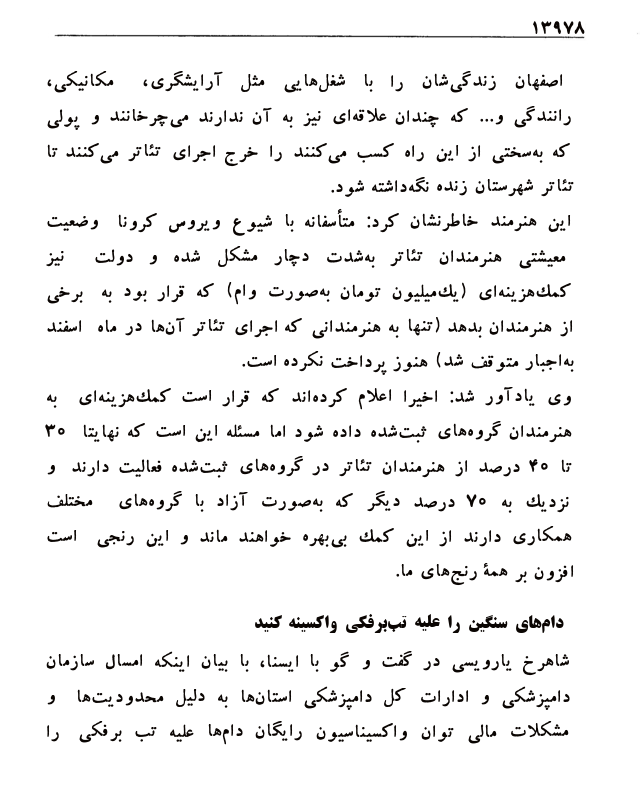 ۱۳۹۷۸
اصفهان زندگی‌شان را با شغل‌هایی مثل آرایشگری، مکانیکی،
رانندگی و... که چندان علاقه‌ای نیز به آن ندارند می‌چرخانند و پولی
که به‌سختی از این راه کسب می‌کنند را خرج اجرای تئاتر می‌کنند تا
تئاتر شهرستان زنده نگه‌داشته شود.
این هنرمند خاطرنشان کرد: متأسفانه با شیوع ویروس کرونا وضعیت
معیشتی هنرمندان تئاتر به‌شدت دچار مشکل شده و دولت نیز
کمك‌هزینه‌ای (یك‌میلیون تومان به‌صورت وام) که قرار بود به برخی
از هنرمندان بدهد (تنها به هنرمندانی که اجرای تئاتر آن‌ها در ماه اسفند
به‌اجبار متوقف شد) هنوز پرداخت نکرده است.
وی یادآور شد: اخیرا اعلام کرده‌اند که قرار است کمك‌هزینه‌ای به
هنرمندان گروه‌های ثبت‌شده داده شود اما مسئله این است که نهایتا ۳۰
تا ۴۰ درصد از هنرمندان تئاتر در گروه‌های ثبت‌شده فعالیت دارند و
نزدیك به ۷۰ درصد دیگر که به‌صورت آزاد با گروه‌های مختلف
همکاری دارند از این کمك بی‌بهره خواهند ماند و این رنجی است
افزون بر همهٔ رنج‌های ما.
دام‌های سنگین را علیه تب‌برفکی واکسینه کنید
شاهرخ یارویسی در گفت و گو با ایسنا، با بیان اینکه امسال سازمان
دامپزشکی و ادارات کل دامپزشکی استان‌ها به دلیل محدودیت‌ها و
مشکلات مالی توان واکسیناسیون رایگان دام‌ها علیه تب برفکی را